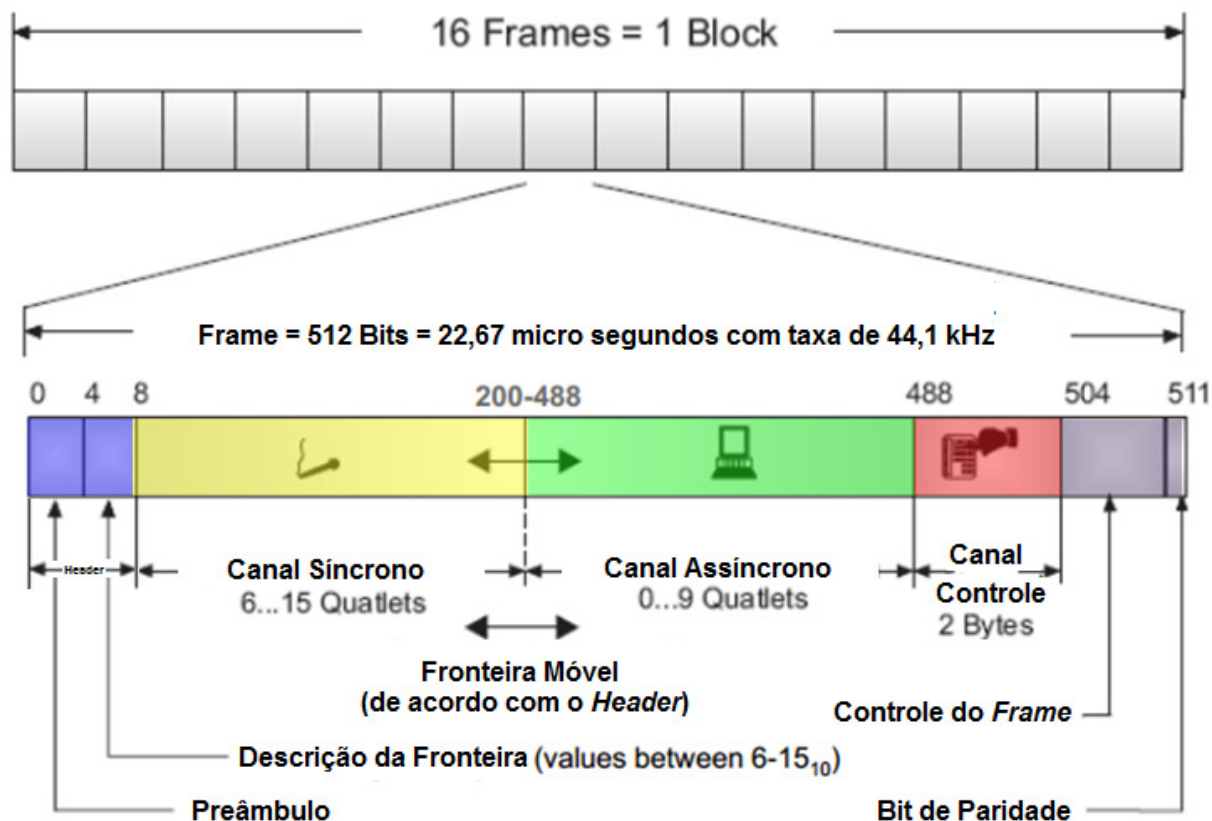 16 Frames = 1 Block
Frame = 512 Bits = 22,67 micro segundos com taxa de 44,1 kHz
0 4 8 200-488 488 504 511
Header
Canal Síncrono
6...15 Quatlets
Canal Assíncrono
0...9 Quatlets
Canal
Controle
2 Bytes
Fronteira Móvel
(de acordo com o Header)
Controle do Frame
Descrição da Fronteira (values between 6-15₁₀)
Preâmbulo
Bit de Paridade